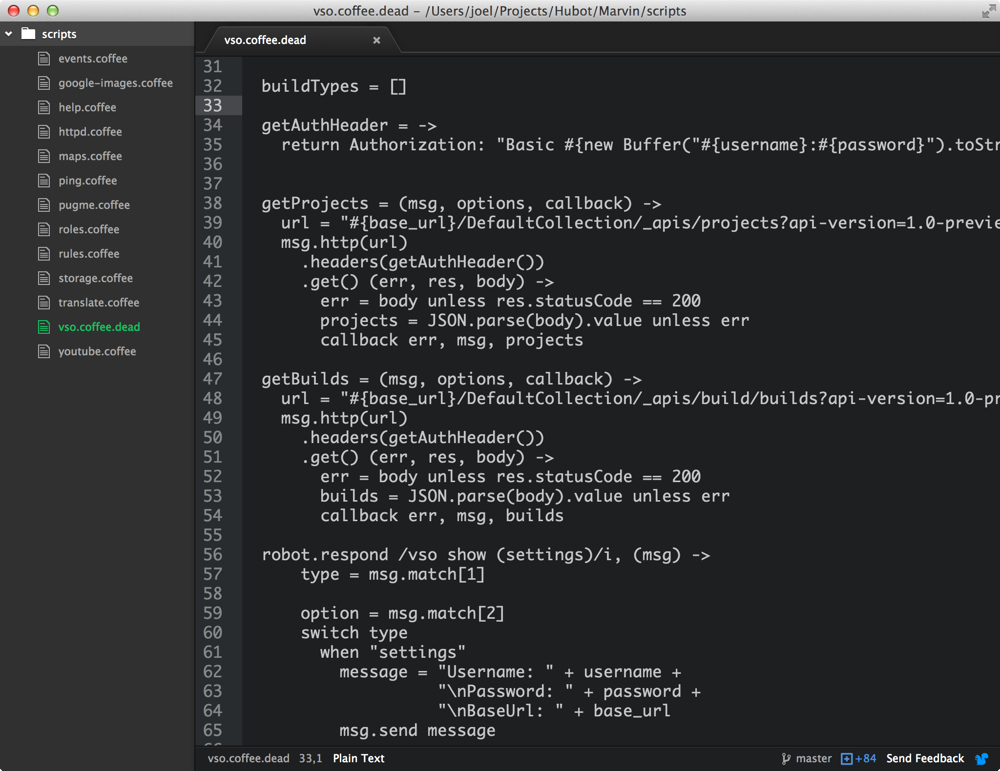 vso.coffee.dead – /Users/joel/Projects/Hubot/Marvin/scripts
scripts
events.coffee
google-images.coffee
help.coffee
httpd.coffee
maps.coffee
ping.coffee
pugme.coffee
roles.coffee
rules.coffee
storage.coffee
translate.coffee
vso.coffee.dead
youtube.coffee
vso.coffee.dead
31
32 buildTypes = []
33
34 getAuthHeader = ->
35 return Authorization: "Basic #{new Buffer("#{username}:#{password}").toStr
36
37
38 getProjects = (msg, options, callback) ->
39 url = "#{base_url}/DefaultCollection/_apis/projects?api-version=1.0-previe
40 msg.http(url)
41 .headers(getAuthHeader())
42 .get() (err, res, body) ->
43 err = body unless res.statusCode == 200
44 projects = JSON.parse(body).value unless err
45 callback err, msg, projects
46
47 getBuilds = (msg, options, callback) ->
48 url = "#{base_url}/DefaultCollection/_apis/build/builds?api-version=1.0-pr
49 msg.http(url)
50 .headers(getAuthHeader())
51 .get() (err, res, body) ->
52 err = body unless res.statusCode == 200
53 builds = JSON.parse(body).value unless err
54 callback err, msg, builds
55
56 robot.respond /vso show (settings)/i, (msg) ->
57 type = msg.match[1]
58
59 option = msg.match[2]
60 switch type
61 when "settings"
62 message = "Username: " + username +
63 "\nPassword: " + password +
64 "\nBaseUrl: " + base_url
65 msg.send message
vso.coffee.dead 33,1 Plain Text master +84 Send Feedback